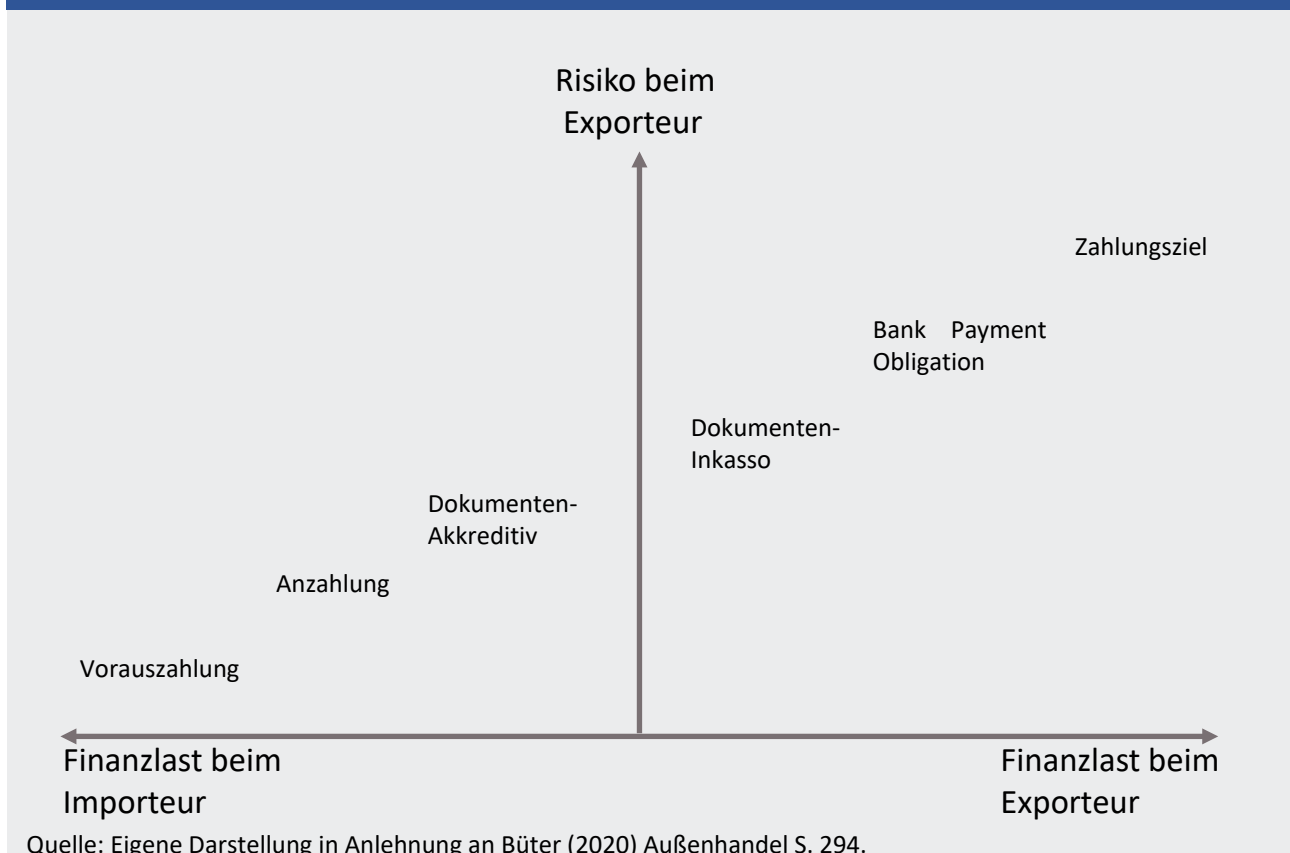 Risiko beim
Exporteur
Zahlungsziel
Bank Payment
Obligation
Dokumenten-
Inkasso
Dokumenten-
Akkreditiv
Anzahlung
Vorauszahlung
Finanzlast beim
Importeur
Finanzlast beim
Exporteur
Quelle: Eigene Darstellung in Anlehnung an Büter (2020) Außenhandel S. 294.